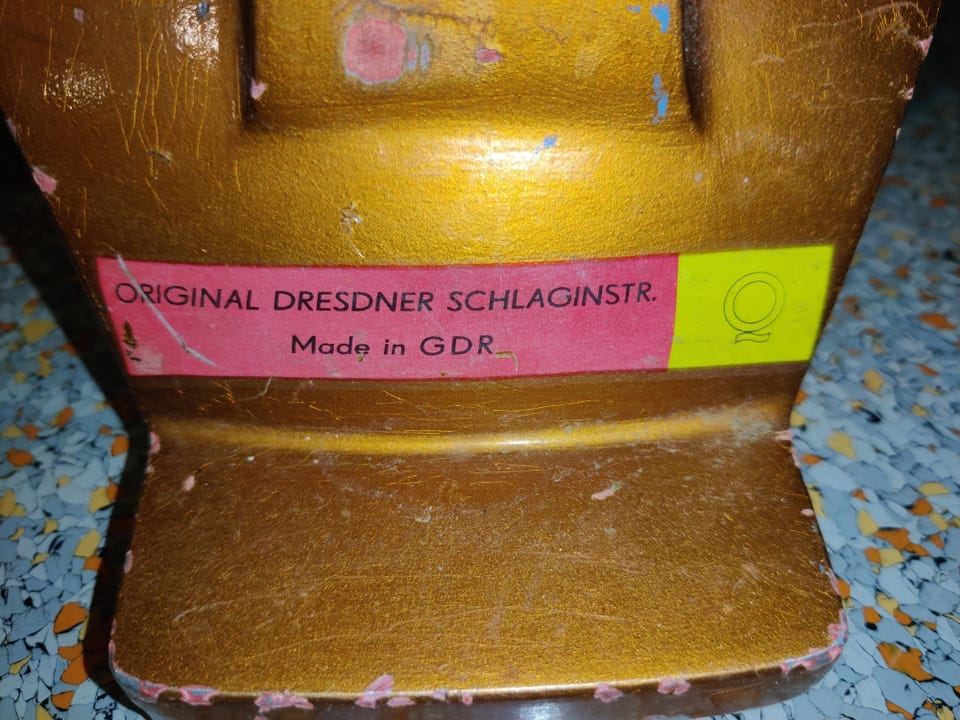 ORIGINAL DRESDNER SCHLAGINSTR.
Made in GDR
Q